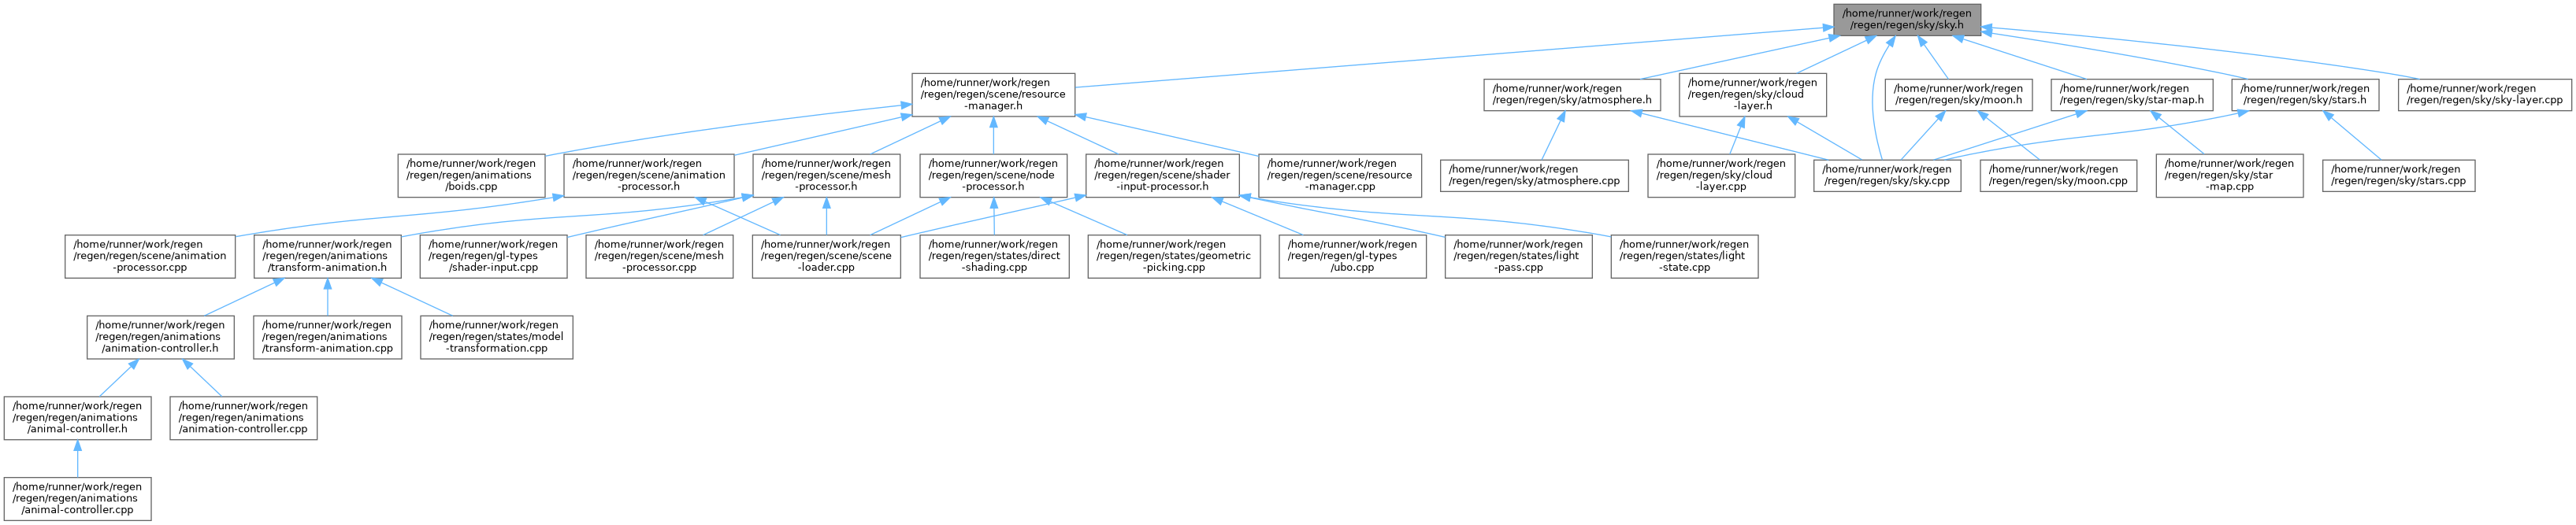 /home/runner/work/regen
/regen/regen/sky/sky.h
/home/runner/work/regen
/regen/regen/scene/resource
-manager.h
/home/runner/work/regen
/regen/regen/sky/atmosphere.h
/home/runner/work/regen
/regen/regen/sky/cloud
-layer.h
/home/runner/work/regen
/regen/regen/sky/moon.h
/home/runner/work/regen
/regen/regen/sky/star-map.h
/home/runner/work/regen
/regen/regen/sky/stars.h
/home/runner/work/regen
/regen/regen/sky/sky-layer.cpp
/home/runner/work/regen
/regen/regen/animations
/boids.cpp
/home/runner/work/regen
/regen/regen/scene/animation
-processor.h
/home/runner/work/regen
/regen/regen/scene/mesh
-processor.h
/home/runner/work/regen
/regen/regen/scene/node
-processor.h
/home/runner/work/regen
/regen/regen/scene/shader
-input-processor.h
/home/runner/work/regen
/regen/regen/scene/resource
-manager.cpp
/home/runner/work/regen
/regen/regen/sky/atmosphere.cpp
/home/runner/work/regen
/regen/regen/sky/cloud
-layer.cpp
/home/runner/work/regen
/regen/regen/sky/sky.cpp
/home/runner/work/regen
/regen/regen/sky/moon.cpp
/home/runner/work/regen
/regen/regen/sky/star
-map.cpp
/home/runner/work/regen
/regen/regen/sky/stars.cpp
/home/runner/work/regen
/regen/regen/scene/animation
-processor.cpp
/home/runner/work/regen
/regen/regen/animations
/transform-animation.h
/home/runner/work/regen
/regen/regen/gl-types
/shader-input.cpp
/home/runner/work/regen
/regen/regen/scene/mesh
-processor.cpp
/home/runner/work/regen
/regen/regen/scene/scene
-loader.cpp
/home/runner/work/regen
/regen/regen/states/direct
-shading.cpp
/home/runner/work/regen
/regen/regen/states/geometric
-picking.cpp
/home/runner/work/regen
/regen/regen/gl-types
/ubo.cpp
/home/runner/work/regen
/regen/regen/states/light
-pass.cpp
/home/runner/work/regen
/regen/regen/states/light
-state.cpp
/home/runner/work/regen
/regen/regen/animations
/animation-controller.h
/home/runner/work/regen
/regen/regen/animations
/transform-animation.cpp
/home/runner/work/regen
/regen/regen/states/model
-transformation.cpp
/home/runner/work/regen
/regen/regen/animations
/animal-controller.h
/home/runner/work/regen
/regen/regen/animations
/animation-controller.cpp
/home/runner/work/regen
/regen/regen/animations
/animal-controller.cpp